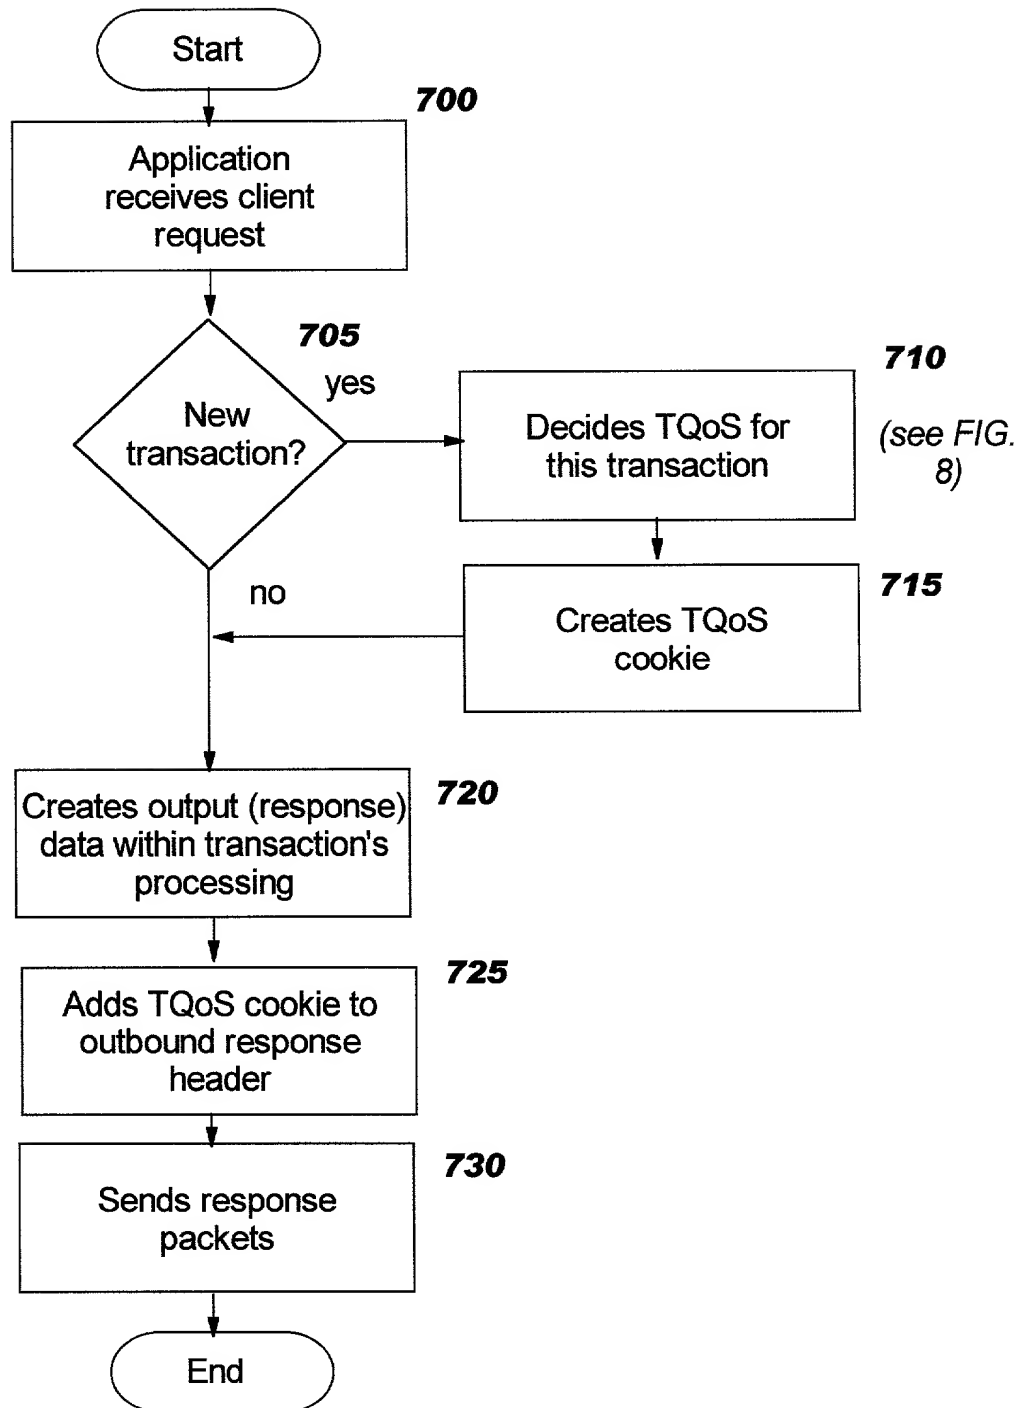 Start
700
Application
receives client
request
705
yes
New
transaction?
710
Decides TQoS for
this transaction
(see FIG.
8)
no
715
Creates TQoS
cookie
720
Creates output (response)
data within transaction's
processing
725
Adds TQoS cookie to
outbound response
header
730
Sends response
packets
End